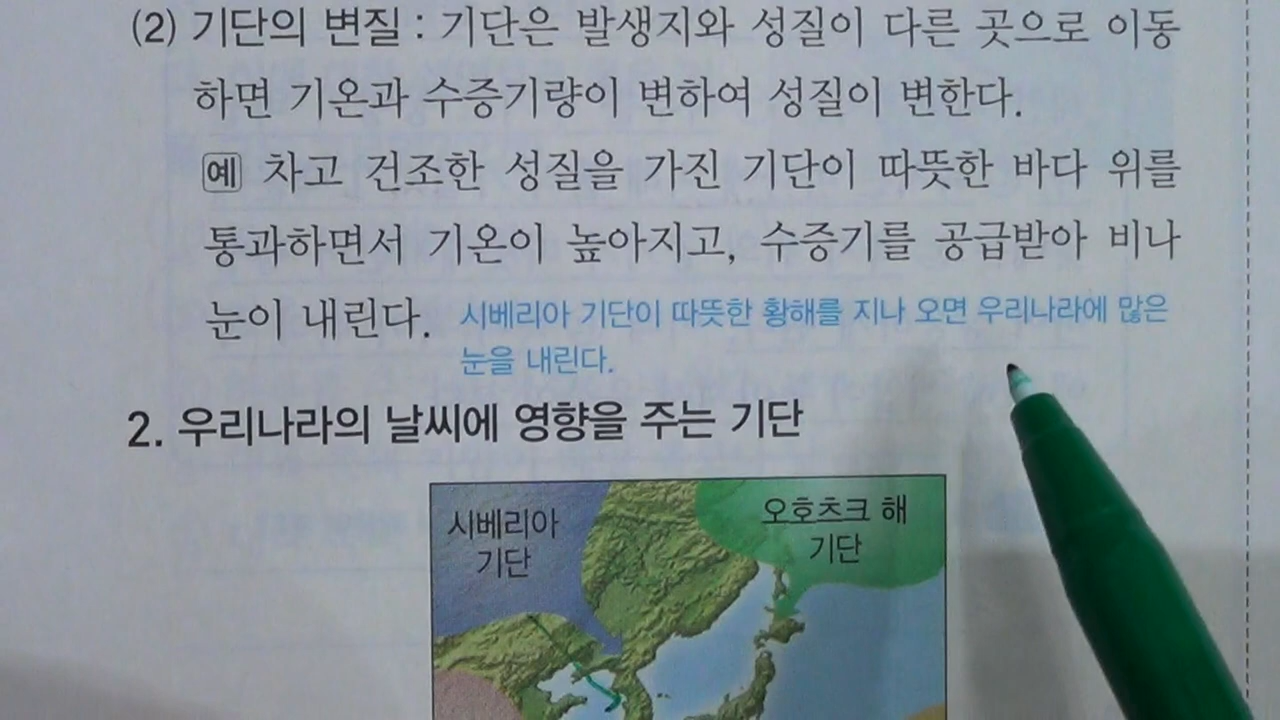 (2) 기단의 변질 : 기단은 발생지와 성질이 다른 곳으로 이동
하면 기온과 수증기량이 변하여 성질이 변한다.
예 차고 건조한 성질을 가진 기단이 따뜻한 바다 위를
통과하면서 기온이 높아지고, 수증기를 공급받아 비나
눈이 내린다.
시베리아 기단이 따뜻한 황해를 지나 오면 우리나라에 많은
눈을 내린다.
2. 우리나라의 날씨에 영향을 주는 기단
시베리아
기단
오호츠크 해
기단